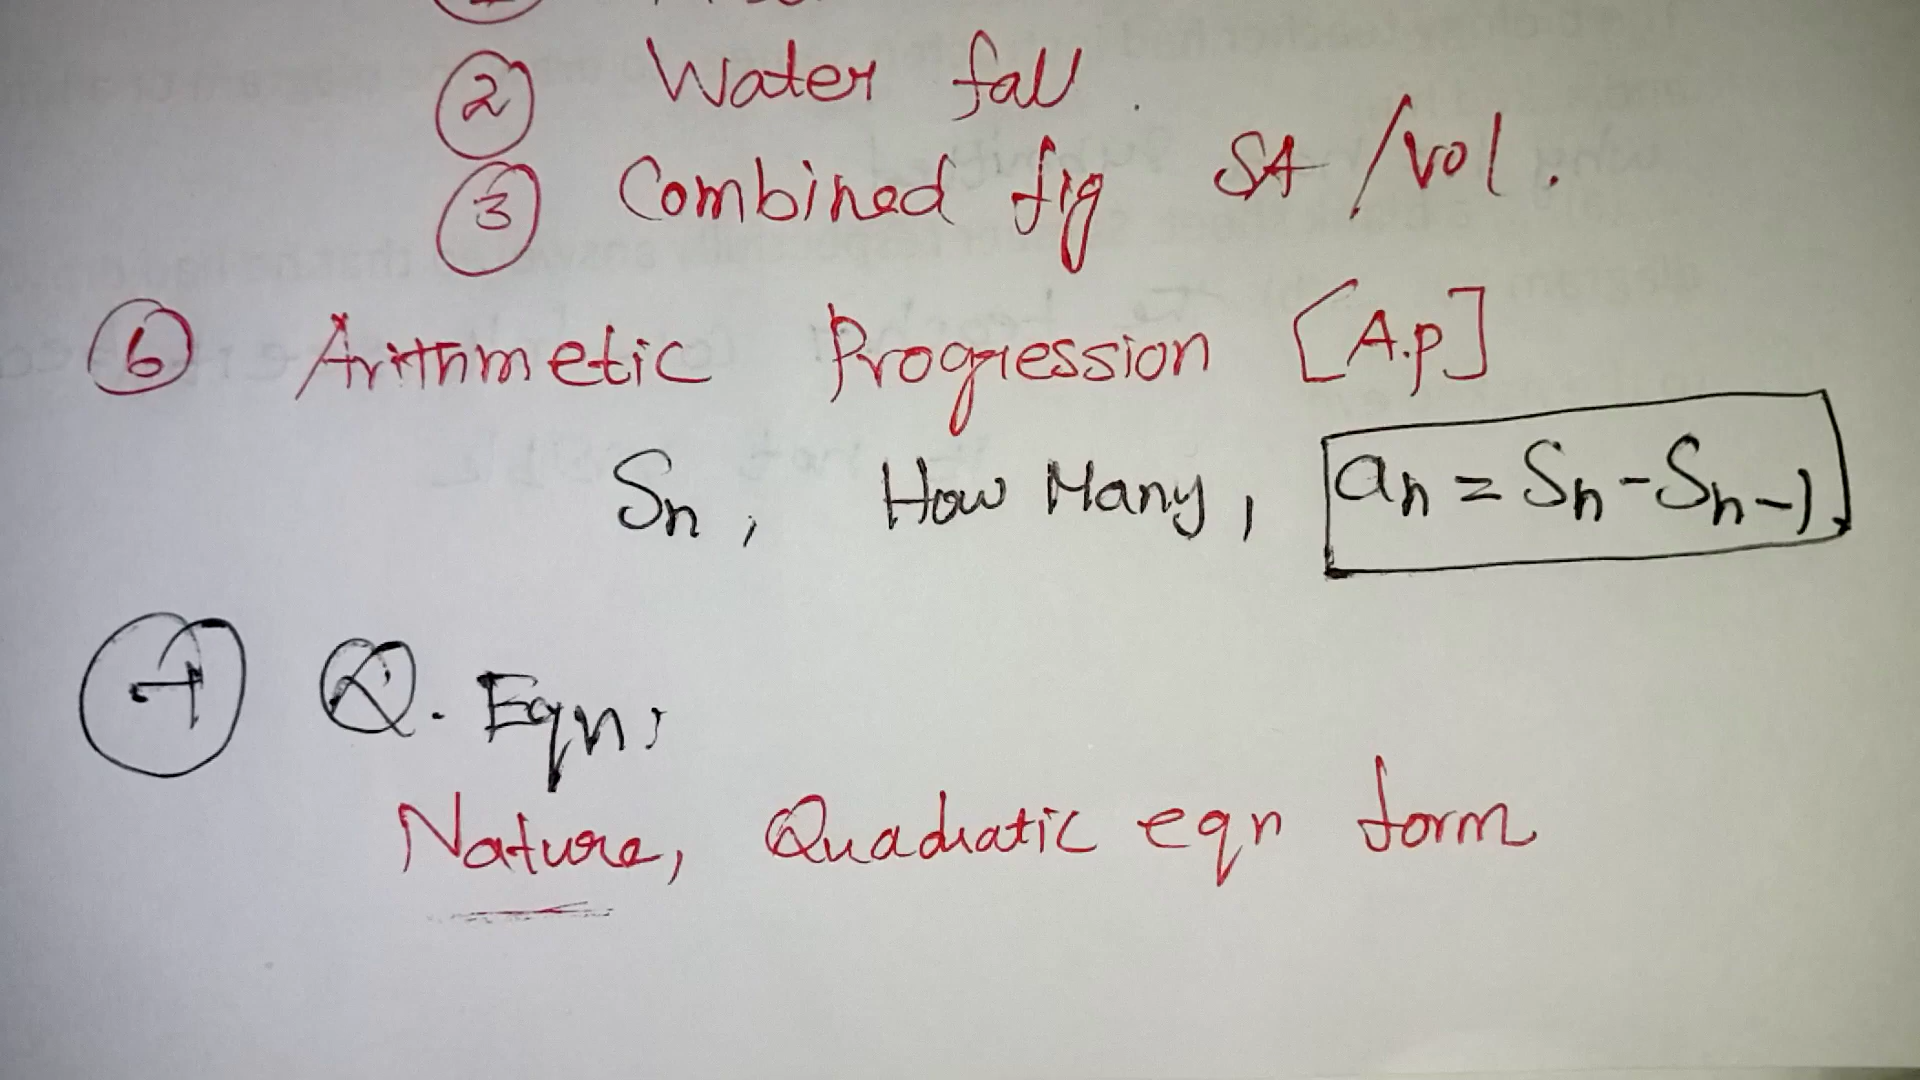 ② Water fall.
③ Combined fig SA/Vol.
⑥ Arithmetic Progression [A.P]
Sn, How Many, an = Sn - Sn-1.
⑦ Q. Eqn:
Nature, Quadratic eqn form